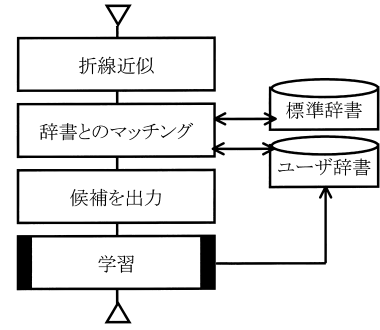 折線近似
辞書とのマッチング
標準辞書
ユーザ辞書
候補を出力
学習